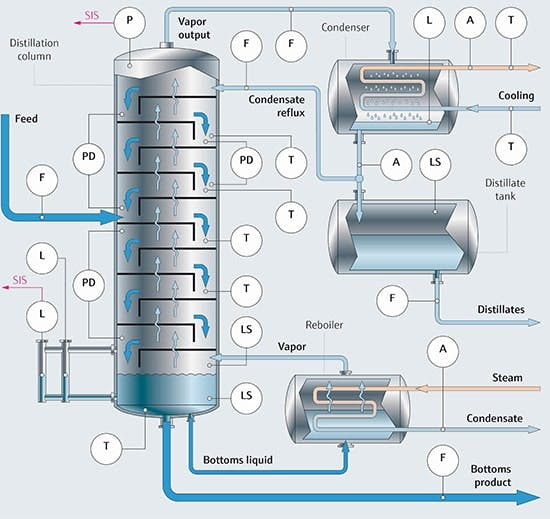 SIS
P
Vapor
output
F
F
Condenser
L
A
T
Distillation
column
Cooling
Condensate
reflux
Feed
PD
T
PD
A
LS
T
F
T
Distillate
tank
T
L
PD
T
F
SIS
L
Distillates
LS
Reboiler
A
Vapor
Steam
LS
Condensate
T
Bottoms liquid
F
Bottoms
product